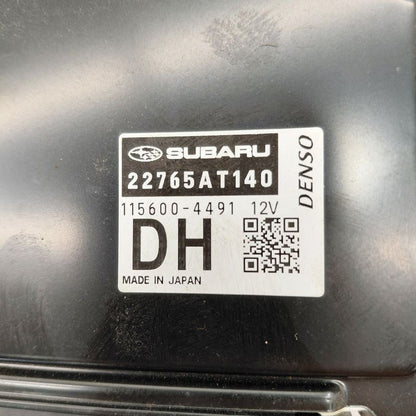 SUBARU
22765AT140
115600-4491 12V
DH
MADE IN JAPAN
DENSO